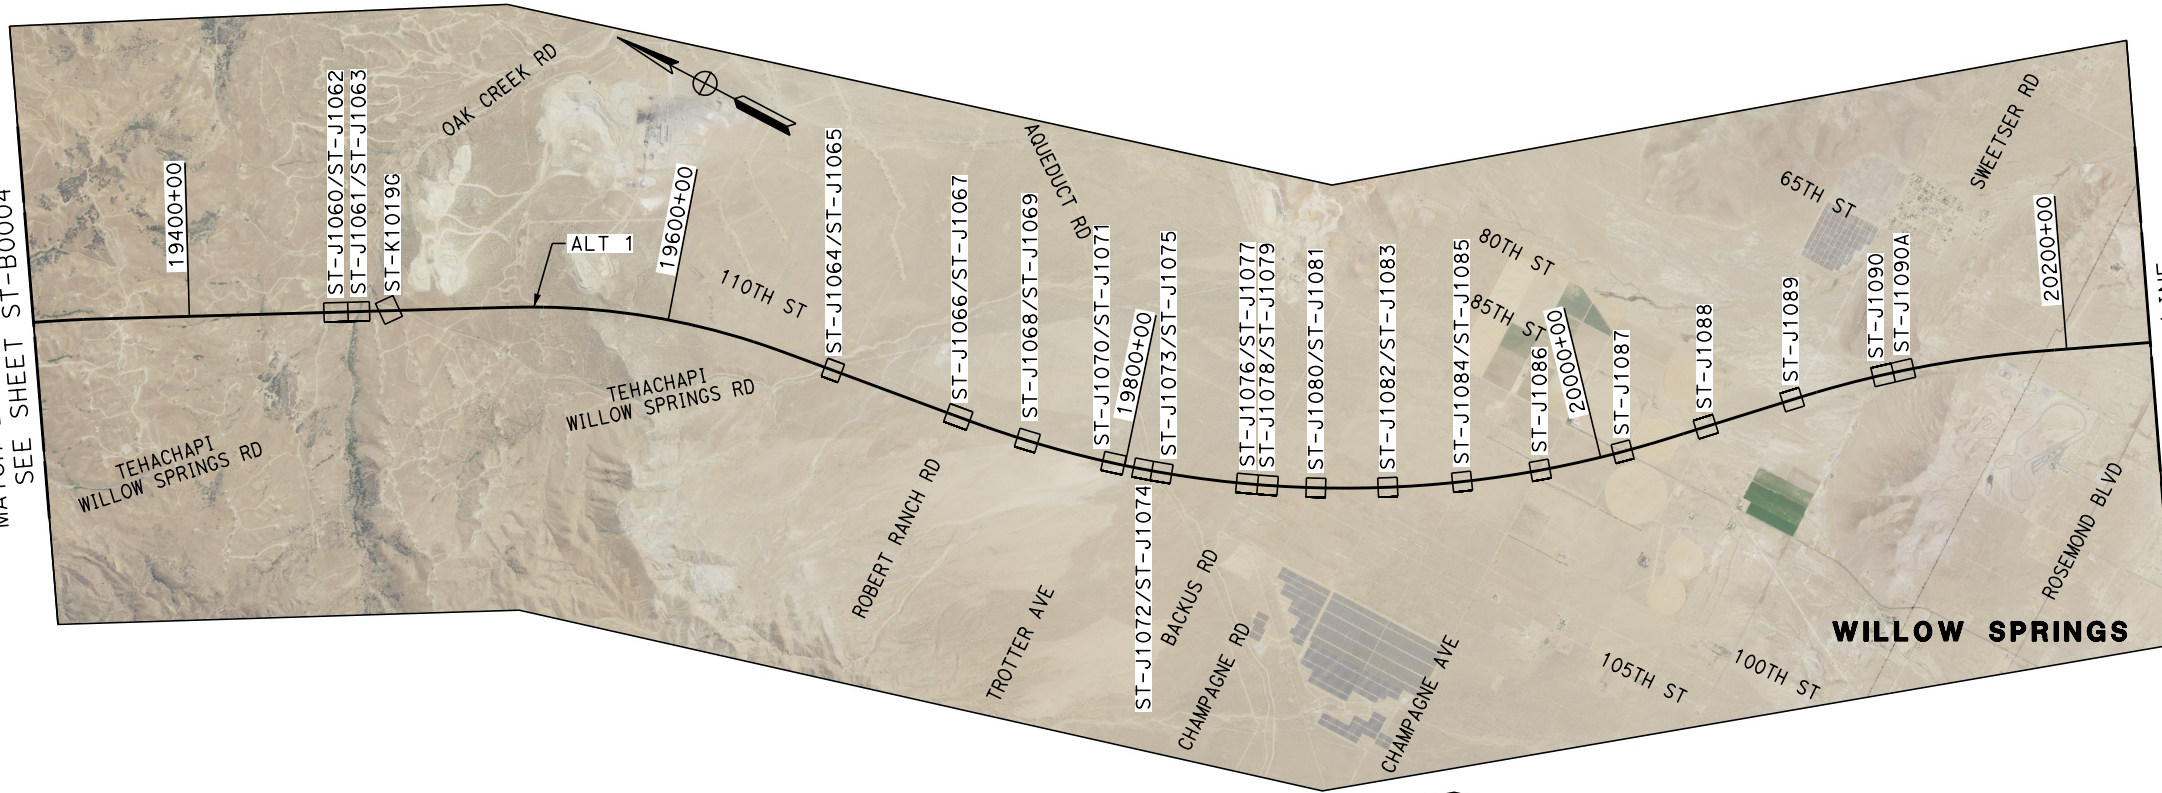 SEE SHEET ST-B0004
19400+00
ST-J1060/ST-J1062
ST-J1061/ST-J1063
ST-K1019G
OAK CREEK RD
ALT 1
19600+00
110TH ST
ST-J1064/ST-J1065
ST-J1066/ST-J1067
ST-J1068/ST-J1069
AQUEDUCT RD
ST-J1070/ST-J1071
19800+00
ST-J1073/ST-J1075
ST-J1076/ST-J1077
ST-J1078/ST-J1079
ST-J1080/ST-J1081
ST-J1082/ST-J1083
ST-J1084/ST-J1085
80TH ST
85TH ST
ST-J1086
20000+00
ST-J1087
ST-J1088
ST-J1089
65TH ST
ST-J1090
ST-J1090A
SWEETSER RD
20200+00
TEHACHAPI
WILLOW SPRINGS RD
TEHACHAPI
WILLOW SPRINGS RD
ROBERT RANCH RD
TROTTER AVE
ST-J1072/ST-J1074
BACKUS RD
CHAMPAGNE RD
CHAMPAGNE AVE
105TH ST
100TH ST
ROSEMOND BLVD
WILLOW SPRINGS